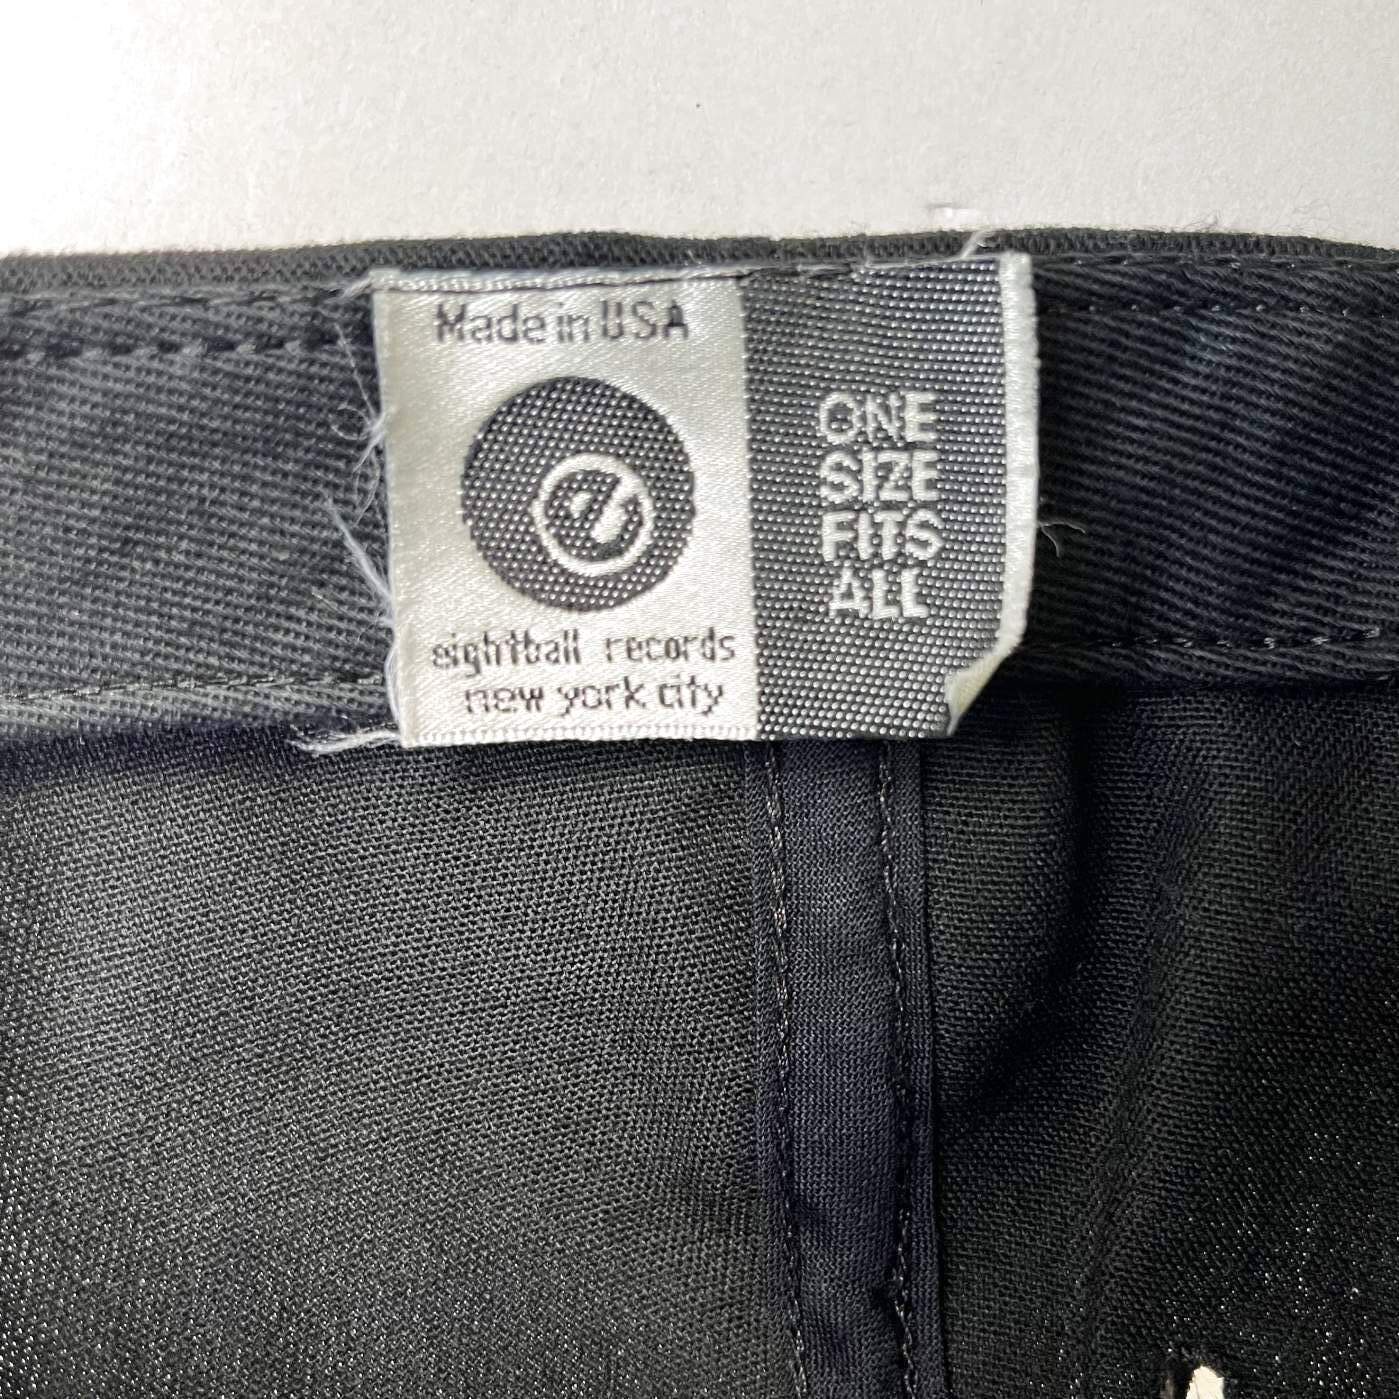 Made in USA
e
eightball records
new york city
ONE
SIZE
FITS
ALL